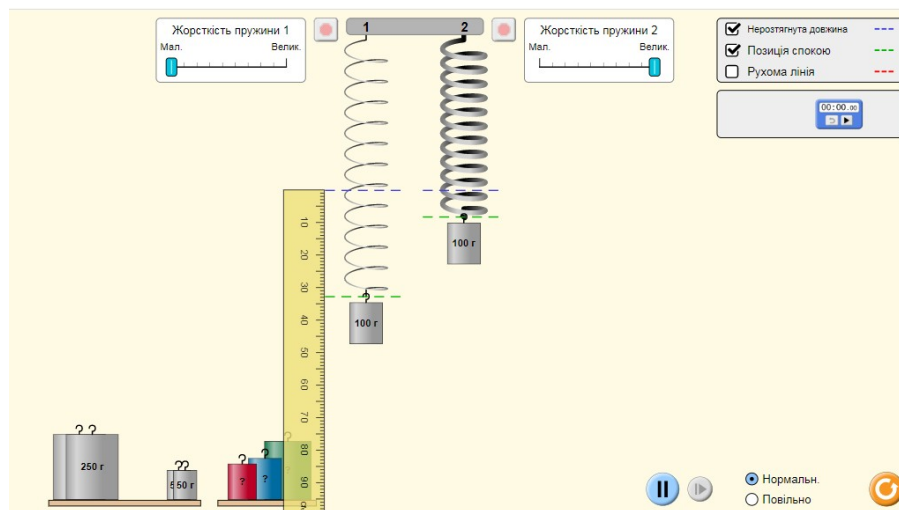 Жорсткість пружини 1
Мал.
Велик.
1
2
Жорсткість пружини 2
Мал.
Велик.
Нерозтягнута довжина
Позиція спокою
Рухома лінія
00:00.00
100 г
100 г
10
20
30
40
50
60
70
80
90
250 г
50 г
?
?
Нормальн.
Повільно